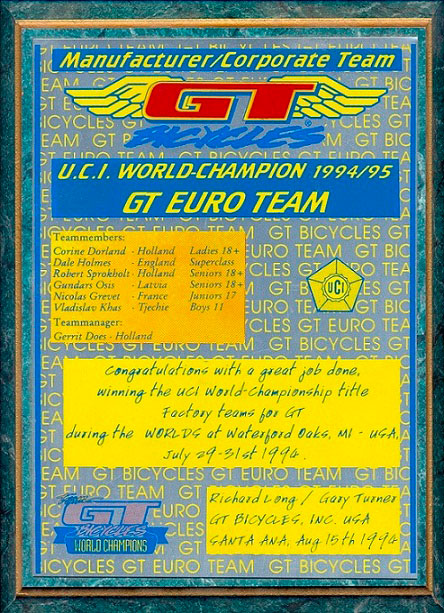 Manufacturer/Corporate Team
GT
BICYCLES
U.C.I. WORLD-CHAMPION 1994/95
GT EURO TEAM
Teammembers:
Corine Dorland - Holland Ladies 18+
Dale Holmes - England Superclass
Robert Sprokholt - Holland Seniors 18+
Gundars Osis - Latvia Seniors 18+
Nicolas Grevet - France Juniors 17
Vladislav Khas - Tjechie Boys 11
Teammanager:
Gerrit Does - Holland
UCI
Congratulations with a great job done,
winning the UCI World-Championship title
Factory teams for GT
during the WORLDS at Waterford Oaks, MI - USA,
July 29-31st 1994.
GT
BICYCLES
WORLD CHAMPIONS
Richard Long / Gary Turner
GT BICYCLES, INC. USA
SANTA ANA, Aug 15th 1994